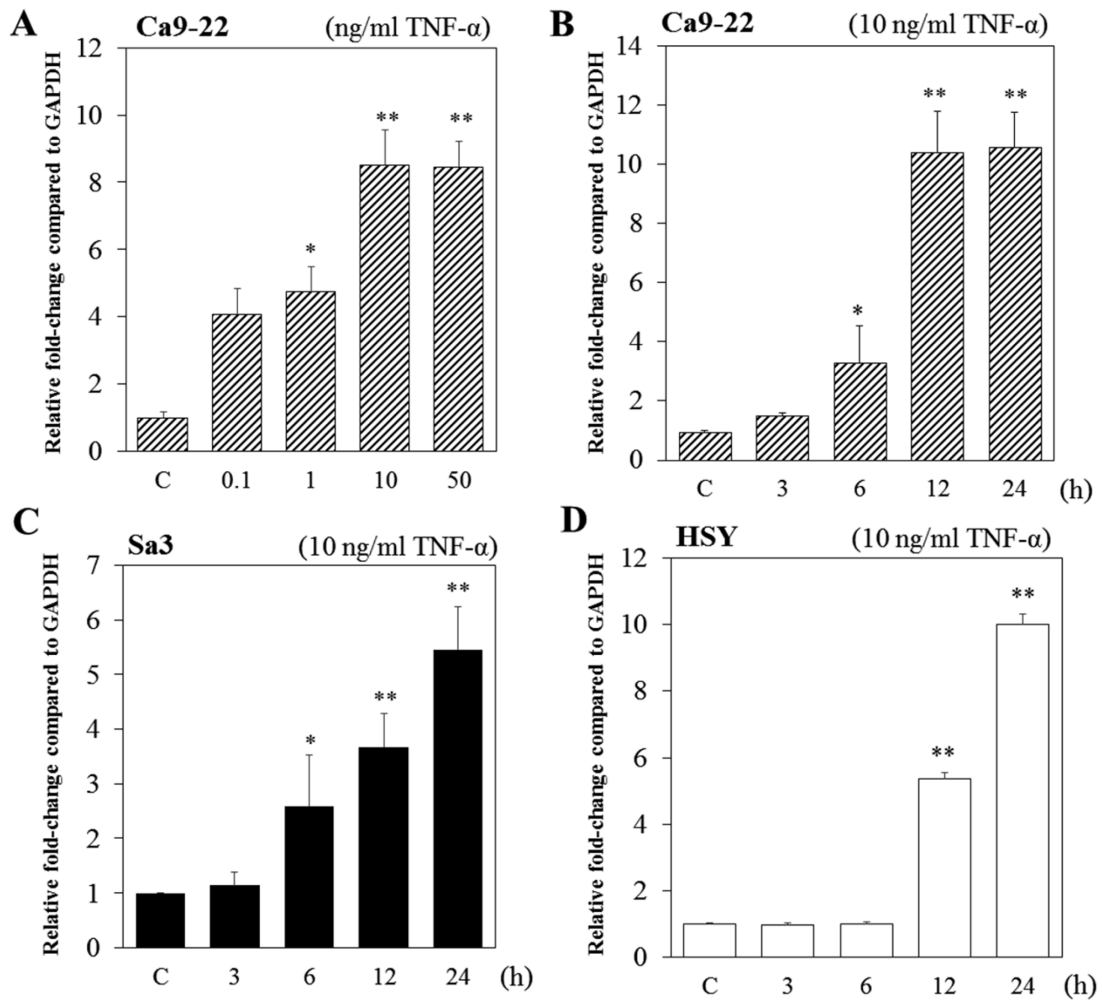 A
Ca9-22
(ng/ml TNF-α)
Relative fold-change compared to GAPDH
12
10
8
6
4
2
0
*
**
**
C 0.1 1 10 50
B
Ca9-22
(10 ng/ml TNF-α)
Relative fold-change compared to GAPDH
14
12
10
8
6
4
2
0
*
**
**
C 3 6 12 24 (h)
C
Sa3
(10 ng/ml TNF-α)
Relative fold-change compared to GAPDH
7
6
5
4
3
2
1
0
*
**
**
C 3 6 12 24 (h)
D
HSY
(10 ng/ml TNF-α)
Relative fold-change compared to GAPDH
12
10
8
6
4
2
0
**
**
C 3 6 12 24 (h)